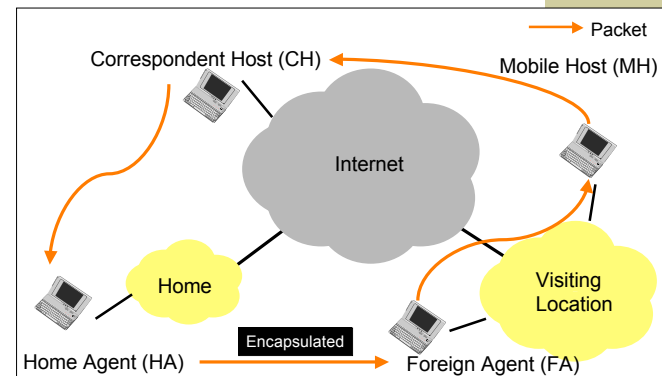 Packet
Correspondent Host (CH)
Mobile Host (MH)
Internet
Home
Visiting
Location
Encapsulated
Home Agent (HA)
Foreign Agent (FA)